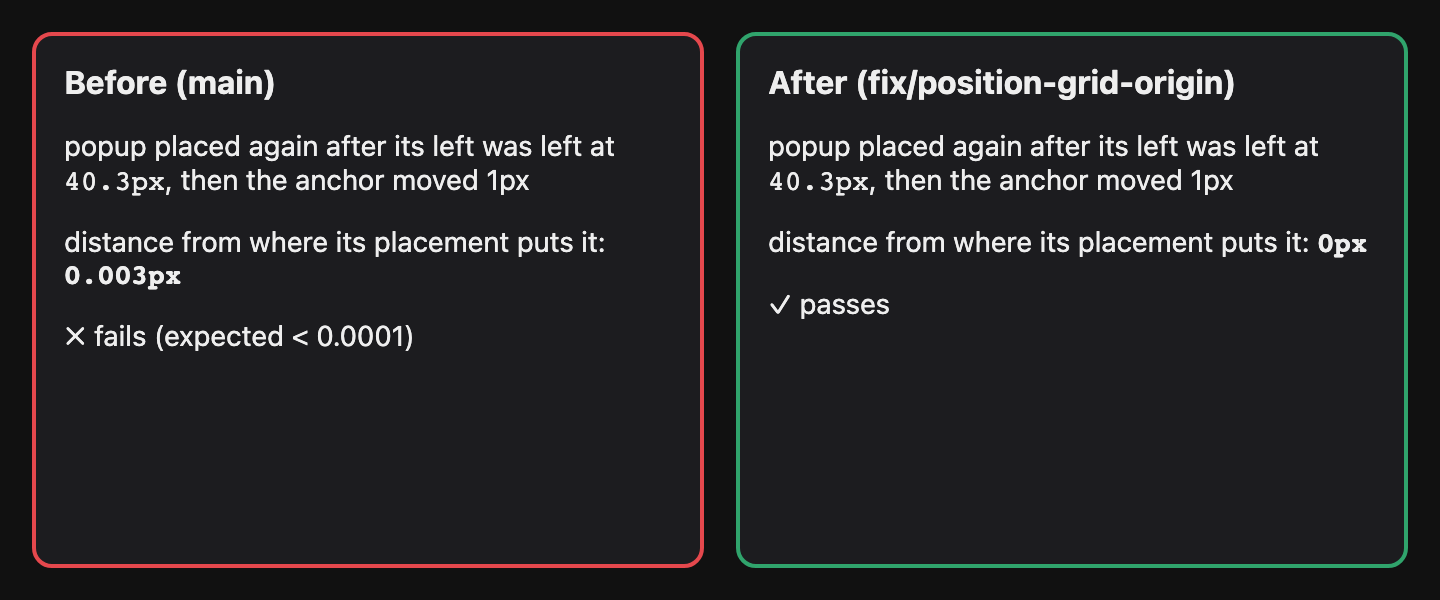 Before (main)
popup placed again after its left was left at
40.3px, then the anchor moved 1px
distance from where its placement puts it:
0.003px
✕ fails (expected < 0.0001)
After (fix/position-grid-origin)
popup placed again after its left was left at
40.3px, then the anchor moved 1px
distance from where its placement puts it: 0px
✓ passes